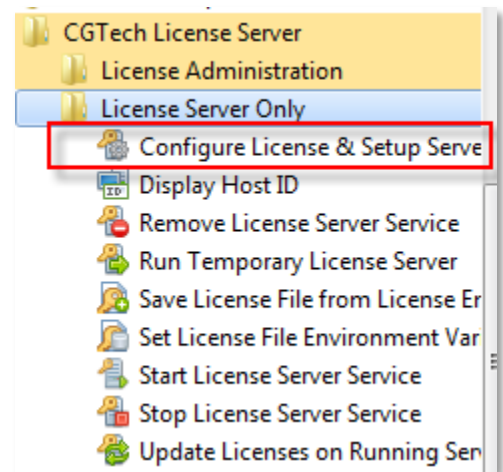 CGTech License Server
License Administration
License Server Only
Configure License & Setup Serve
Display Host ID
Remove License Server Service
Run Temporary License Server
Save License File from License Er
Set License File Environment Var
Start License Server Service
Stop License Server Service
Update Licenses on Running Serv